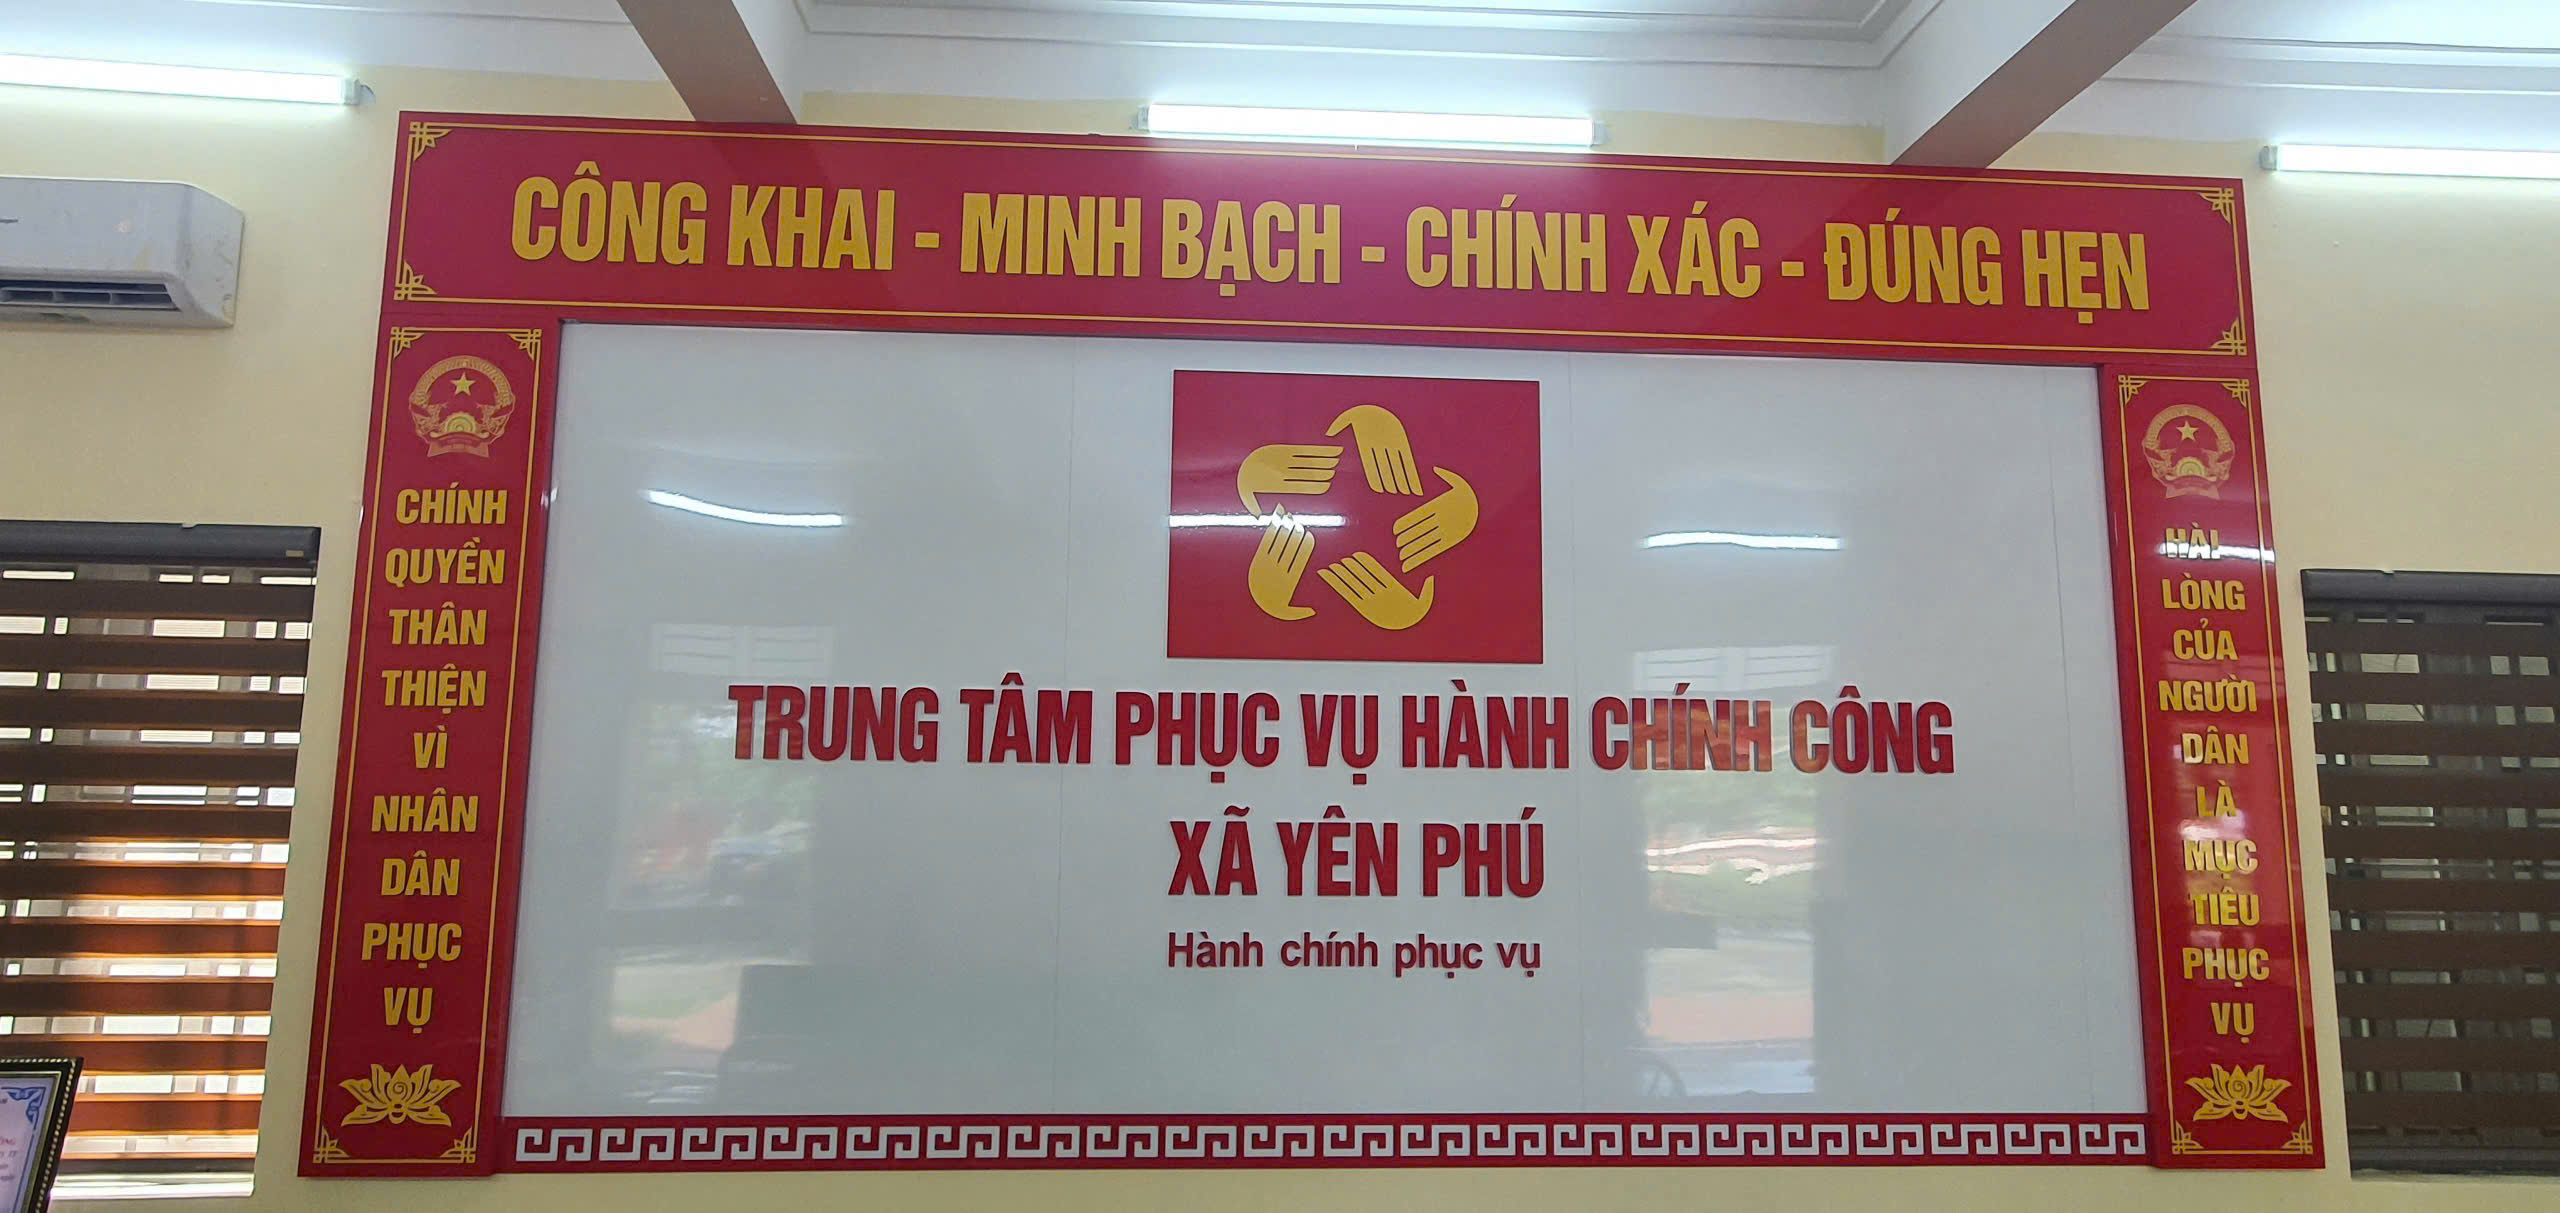 CÔNG KHAI - MINH BẠCH - CHÍNH XÁC - ĐÚNG HẸN
CHÍNH
QUYỀN
THÂN
THIỆN
VÌ
NHÂN
DÂN
PHỤC
VỤ
TRUNG TÂM PHỤC VỤ HÀNH CHÍNH CÔNG
XÃ YÊN PHÚ
Hành chính phục vụ
HÀI
LÒNG
CỦA
NGƯỜI
DÂN
LÀ
MỤC
TIÊU
PHỤC
VỤ